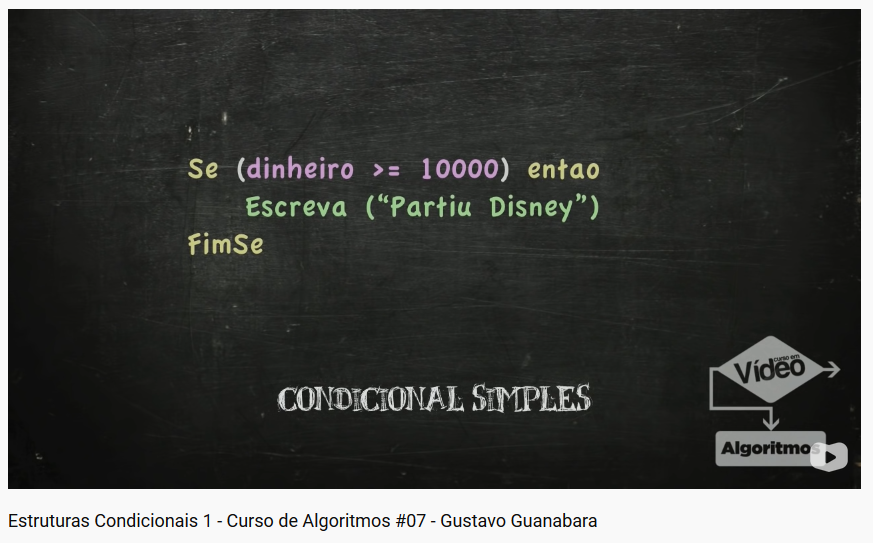 Se (dinheiro >= 10000) entao
Escreva (“Partiu Disney”)
FimSe
CONDICIONAL SIMPLES
curso em
Vídeo
Algoritmos
Estruturas Condicionais 1 - Curso de Algoritmos #07 - Gustavo Guanabara